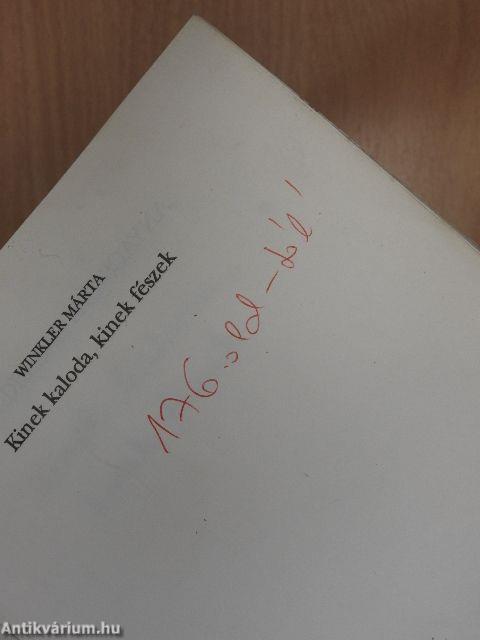 WINKLER MÁRTA
Kinek kaloda, kinek fészek
176. old-tól!
Antikvárium.hu